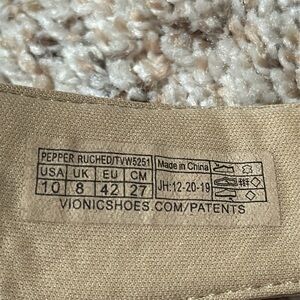 PEPPER RUCHED/TVW5251 Made in China
USA UK EU CM
10 8 42 27 JH:12-20-19
VIONICSHOES.COM/PATENTS